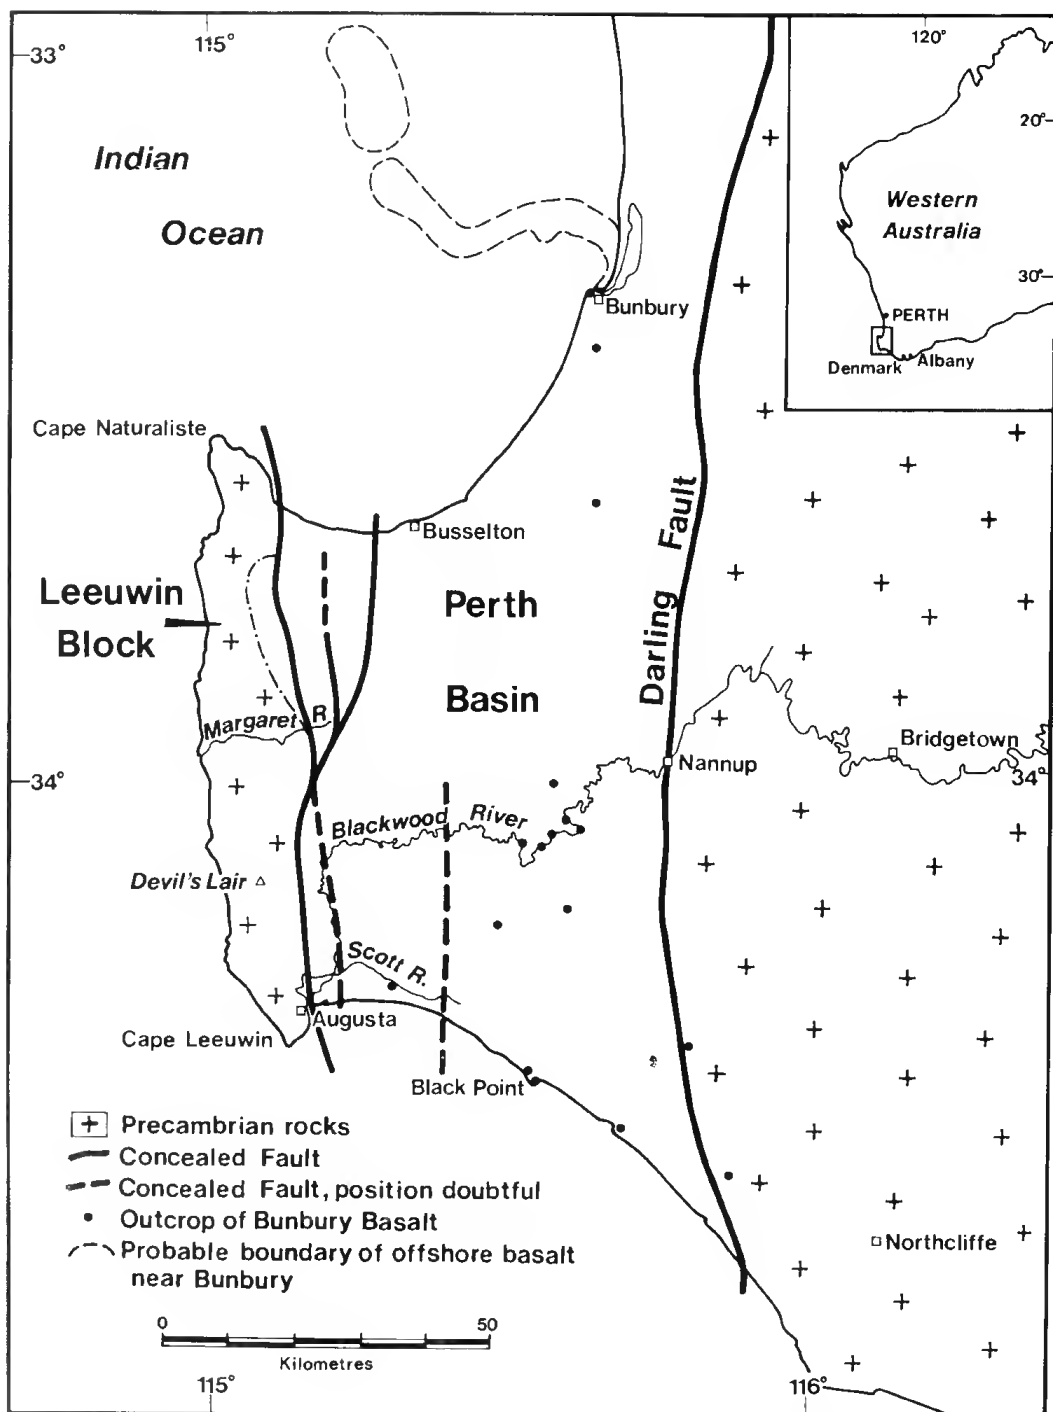 115°
33°
Indian
Ocean
120°
20°
Western
Australia
30°
PERTH
Denmark
Albany
Bunbury
Cape Naturaliste
Busselton
Leeuwin
Block
Perth
Basin
Darling Fault
Margaret R
Nannup
Bridgetown
34°
34°
Blackwood River
Devil's Lair
Scott R.
Augusta
Cape Leeuwin
Black Point
Precambrian rocks
Concealed Fault
Concealed Fault, position doubtful
Outcrop of Bunbury Basalt
Probable boundary of offshore basalt
near Bunbury
Northcliffe
0 50
Kilometres
115°
116°